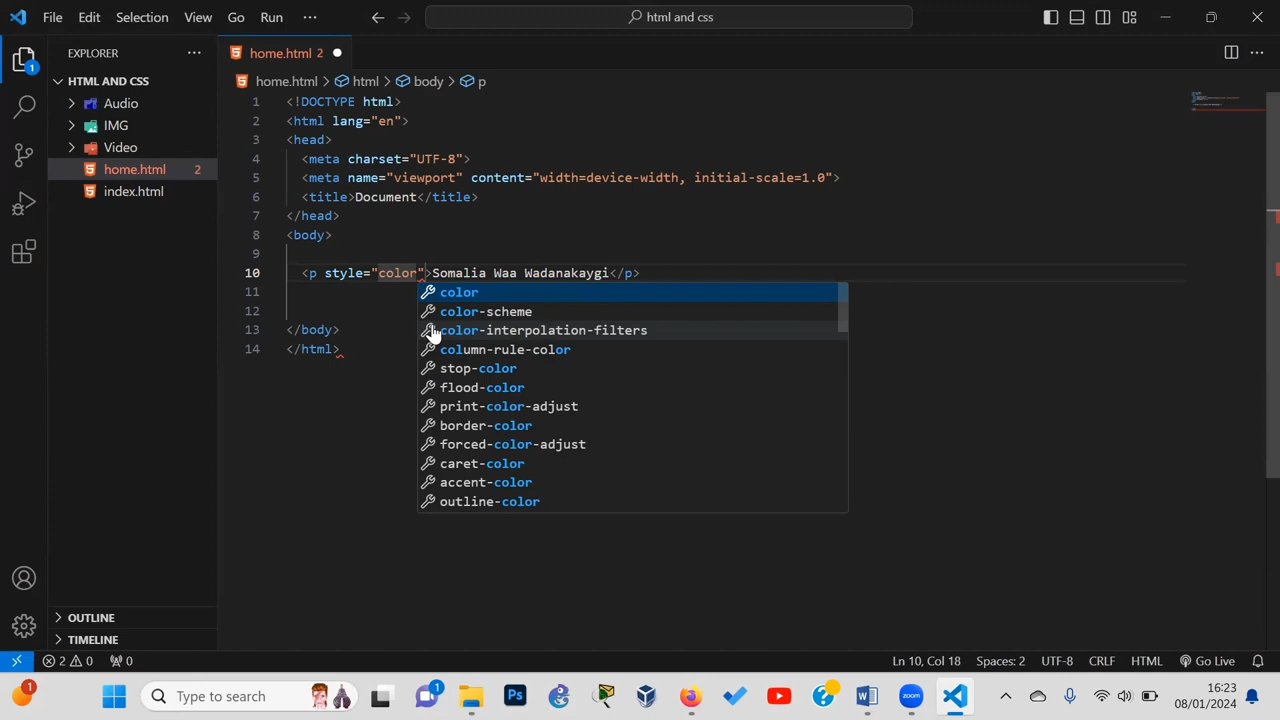 File Edit Selection View Go Run ··· html and css
EXPLORER ···
HTML AND CSS
Audio
IMG
Video
home.html 2
index.html
OUTLINE
TIMELINE
1
home.html 2
home.html > html > body > p
1 <!DOCTYPE html>
2 <html lang="en">
3 <head>
4 <meta charset="UTF-8">
5 <meta name="viewport" content="width=device-width, initial-scale=1.0">
6 <title>Document</title>
7 </head>
8 <body>
9
10 <p style="color">Somalia Waa Wadanakaygi</p>
11
12
13 </body>
14 </html>
color
color-scheme
color-interpolation-filters
column-rule-color
stop-color
flood-color
print-color-adjust
border-color
forced-color-adjust
caret-color
accent-color
outline-color
2 0 0 Ln 10, Col 18 Spaces: 2 UTF-8 CRLF HTML Go Live
1 Type to search 1 Ps W zoom 16:23
08/01/2024